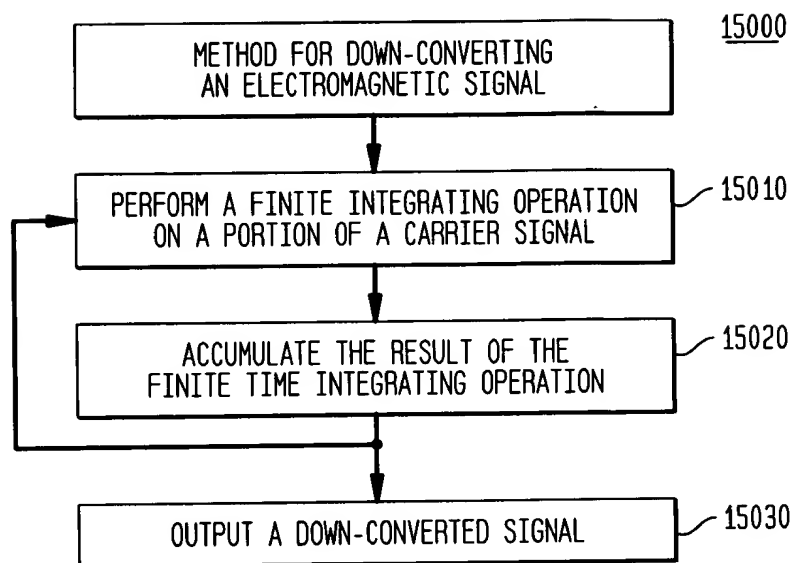 15000
METHOD FOR DOWN-CONVERTING
AN ELECTROMAGNETIC SIGNAL
PERFORM A FINITE INTEGRATING OPERATION
ON A PORTION OF A CARRIER SIGNAL
15010
ACCUMULATE THE RESULT OF THE
FINITE TIME INTEGRATING OPERATION
15020
OUTPUT A DOWN-CONVERTED SIGNAL
15030